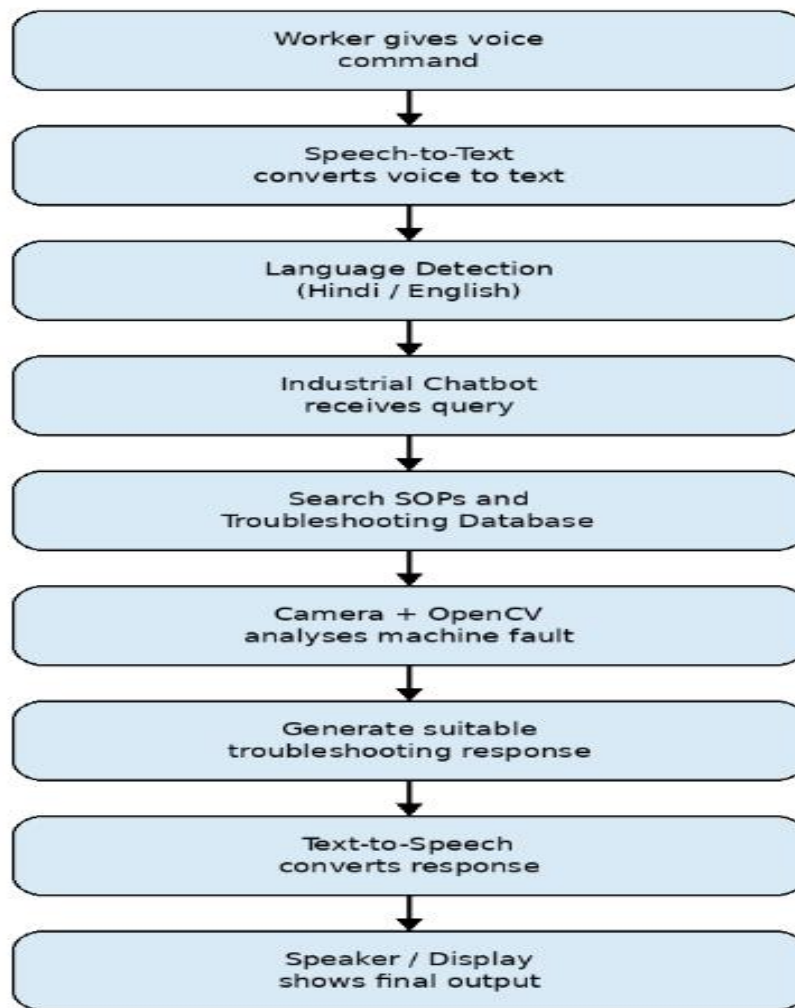 Worker gives voice
command
Speech-to-Text
converts voice to text
Language Detection
(Hindi / English)
Industrial Chatbot
receives query
Search SOPs and
Troubleshooting Database
Camera + OpenCV
analyses machine fault
Generate suitable
troubleshooting response
Text-to-Speech
converts response
Speaker / Display
shows final output